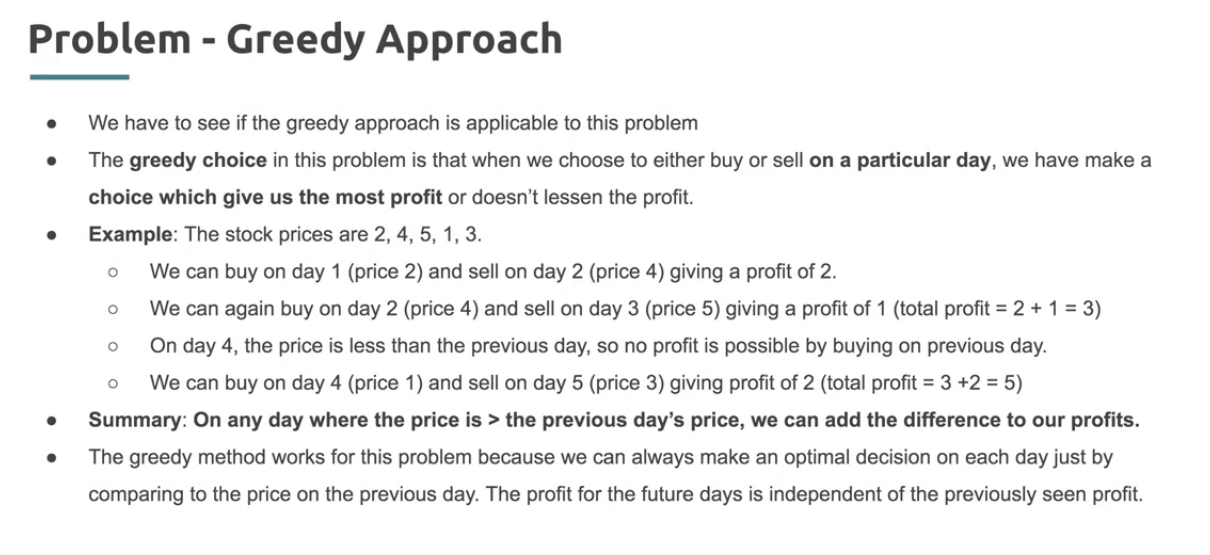 Problem - Greedy Approach
● We have to see if the greedy approach is applicable to this problem
● The greedy choice in this problem is that when we choose to either buy or sell on a particular day, we have make a
choice which give us the most profit or doesn't lessen the profit.
● Example: The stock prices are 2, 4, 5, 1, 3.
○ We can buy on day 1 (price 2) and sell on day 2 (price 4) giving a profit of 2.
○ We can again buy on day 2 (price 4) and sell on day 3 (price 5) giving a profit of 1 (total profit = 2 + 1 = 3)
○ On day 4, the price is less than the previous day, so no profit is possible by buying on previous day.
○ We can buy on day 4 (price 1) and sell on day 5 (price 3) giving profit of 2 (total profit = 3 +2 = 5)
● Summary: On any day where the price is > the previous day's price, we can add the difference to our profits.
● The greedy method works for this problem because we can always make an optimal decision on each day just by
comparing to the price on the previous day. The profit for the future days is independent of the previously seen profit.